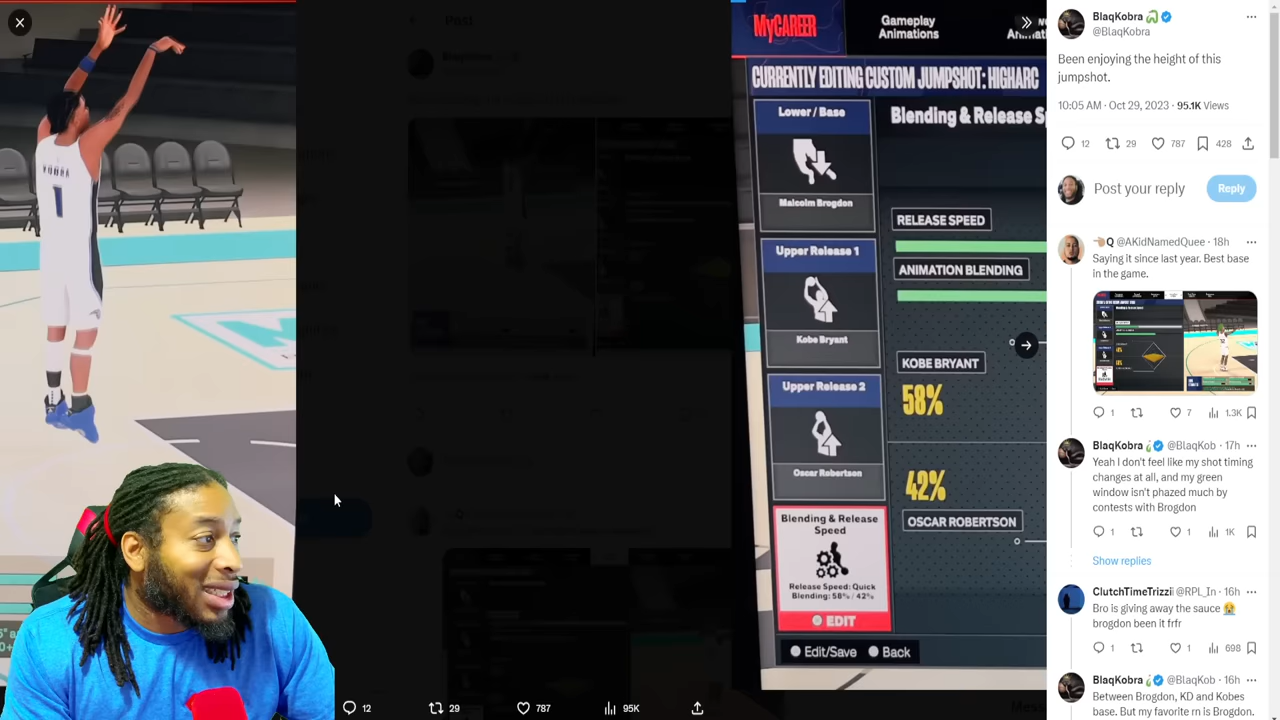 MyCAREER
Gameplay
Animations
CURRENTLY EDITING CUSTOM JUMPSHOT: HIGHARC
Lower / Base
Malcolm Brogdon
Upper Release 1
Kobe Bryant
Upper Release 2
Oscar Robertson
Blending & Release
Speed
Release Speed: Quick
Blending: 58% / 42%
EDIT
Edit/Save
Back
Blending & Release S
RELEASE SPEED
ANIMATION BLENDING
KOBE BRYANT
58%
42%
OSCAR ROBERTSON
1
Post
12
29
787
95K
BlaqKobra
@BlaqKobra
Been enjoying the height of this
jumpshot.
10:05 AM · Oct 29, 2023 · 95.1K Views
12
29
787
428
Post your reply
Reply
Q @AKidNamedQuee · 18h
Saying it since last year. Best base
in the game.
1
7
1.3K
BlaqKobra @BlaqKob · 17h
Yeah I don't feel like my shot timing
changes at all, and my green
window isn't phazed much by
contests with Brogdon
1
1
1K
Show replies
ClutchTimeTrizzi @RPL_In · 16h
Bro is giving away the sauce 😭
brogdon been it frfr
1
1
698
BlaqKobra @BlaqKob · 16h
Between Brogdon, KD and Kobes
base. But my favorite rn is Brogdon.